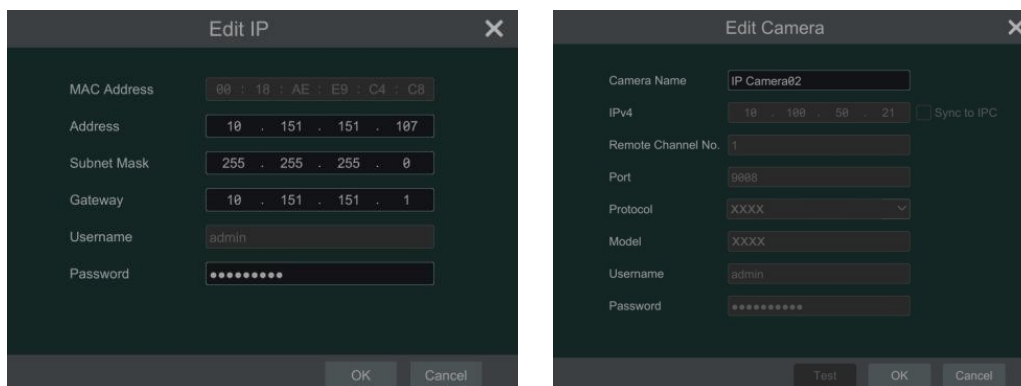 Edit IP
MAC Address 00 : 18 : AE : E9 : C4 : C8
Address 10 . 151 . 151 . 107
Subnet Mask 255 . 255 . 255 . 0
Gateway 10 . 151 . 151 . 1
Username admin
Password ●●●●●●●●●
OK Cancel
Edit Camera
Camera Name IP Camera02
IPv4 10 . 100 . 50 . 21 Sync to IPC
Remote Channel No. 1
Port 9008
Protocol XXXX
Model XXXX
Username admin
Password ●●●●●●●●●●
Test OK Cancel